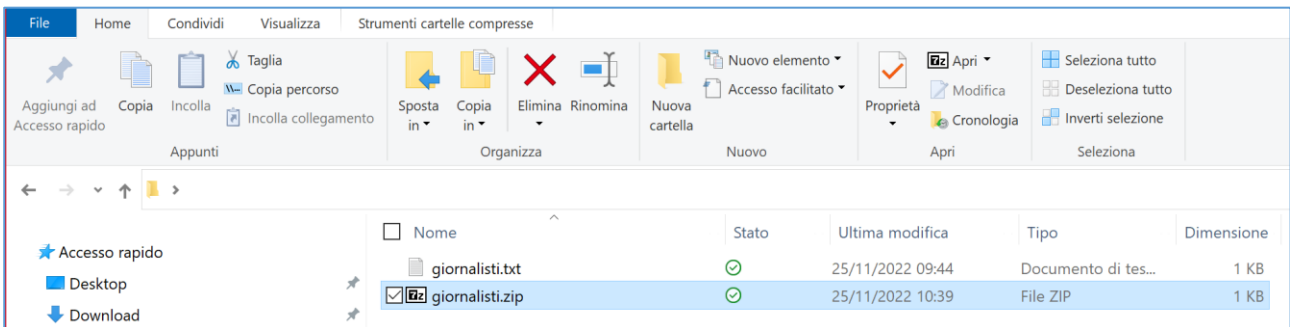 File Home Condividi Visualizza Strumenti cartelle compresse
Aggiungi ad
Accesso rapido
Copia
Incolla
Taglia
Copia percorso
Incolla collegamento
Appunti
Sposta
in
Copia
in
Elimina
Rinomina
Organizza
Nuova
cartella
Nuovo elemento
Accesso facilitato
Nuovo
Proprietà
Apri
Modifica
Cronologia
Apri
Seleziona tutto
Deseleziona tutto
Inverti selezione
Seleziona
Accesso rapido
Desktop
Download
Nome Stato Ultima modifica Tipo Dimensione
giornalisti.txt 25/11/2022 09:44 Documento di tes... 1 KB
giornalisti.zip 25/11/2022 10:39 File ZIP 1 KB